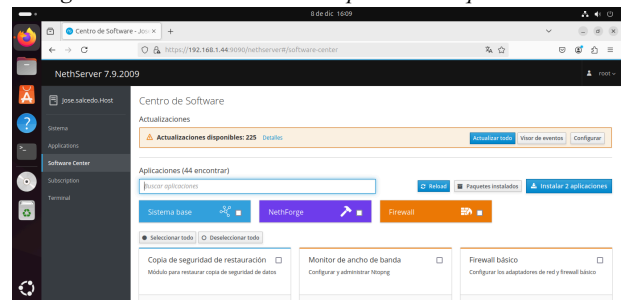 8 de dic 16:09
Centro de Software - Jos
https://192.168.1.44:9090/nethserver#/software-center
NethServer 7.9.2009
root
Jose.salcedo.Host
Sistema
Applications
Software Center
Subscription
Terminal
Centro de Software
Actualizaciones
Actualizaciones disponibles: 225 Detalles
Actualizar todo Visor de eventos Configurar
Aplicaciones (44 encontrar)
Buscar aplicaciones
Reload Paquetes instalados Instalar 2 aplicaciones
Sistema base NethForge Firewall
Seleccionar todo Deseleccionar todo
Copia de seguridad de restauración Monitor de ancho de banda Firewall básico
Módulo para restaurar copia de seguridad de datos Configurar y administrar Ntopng Configurar los adaptadores de red y firewall básico